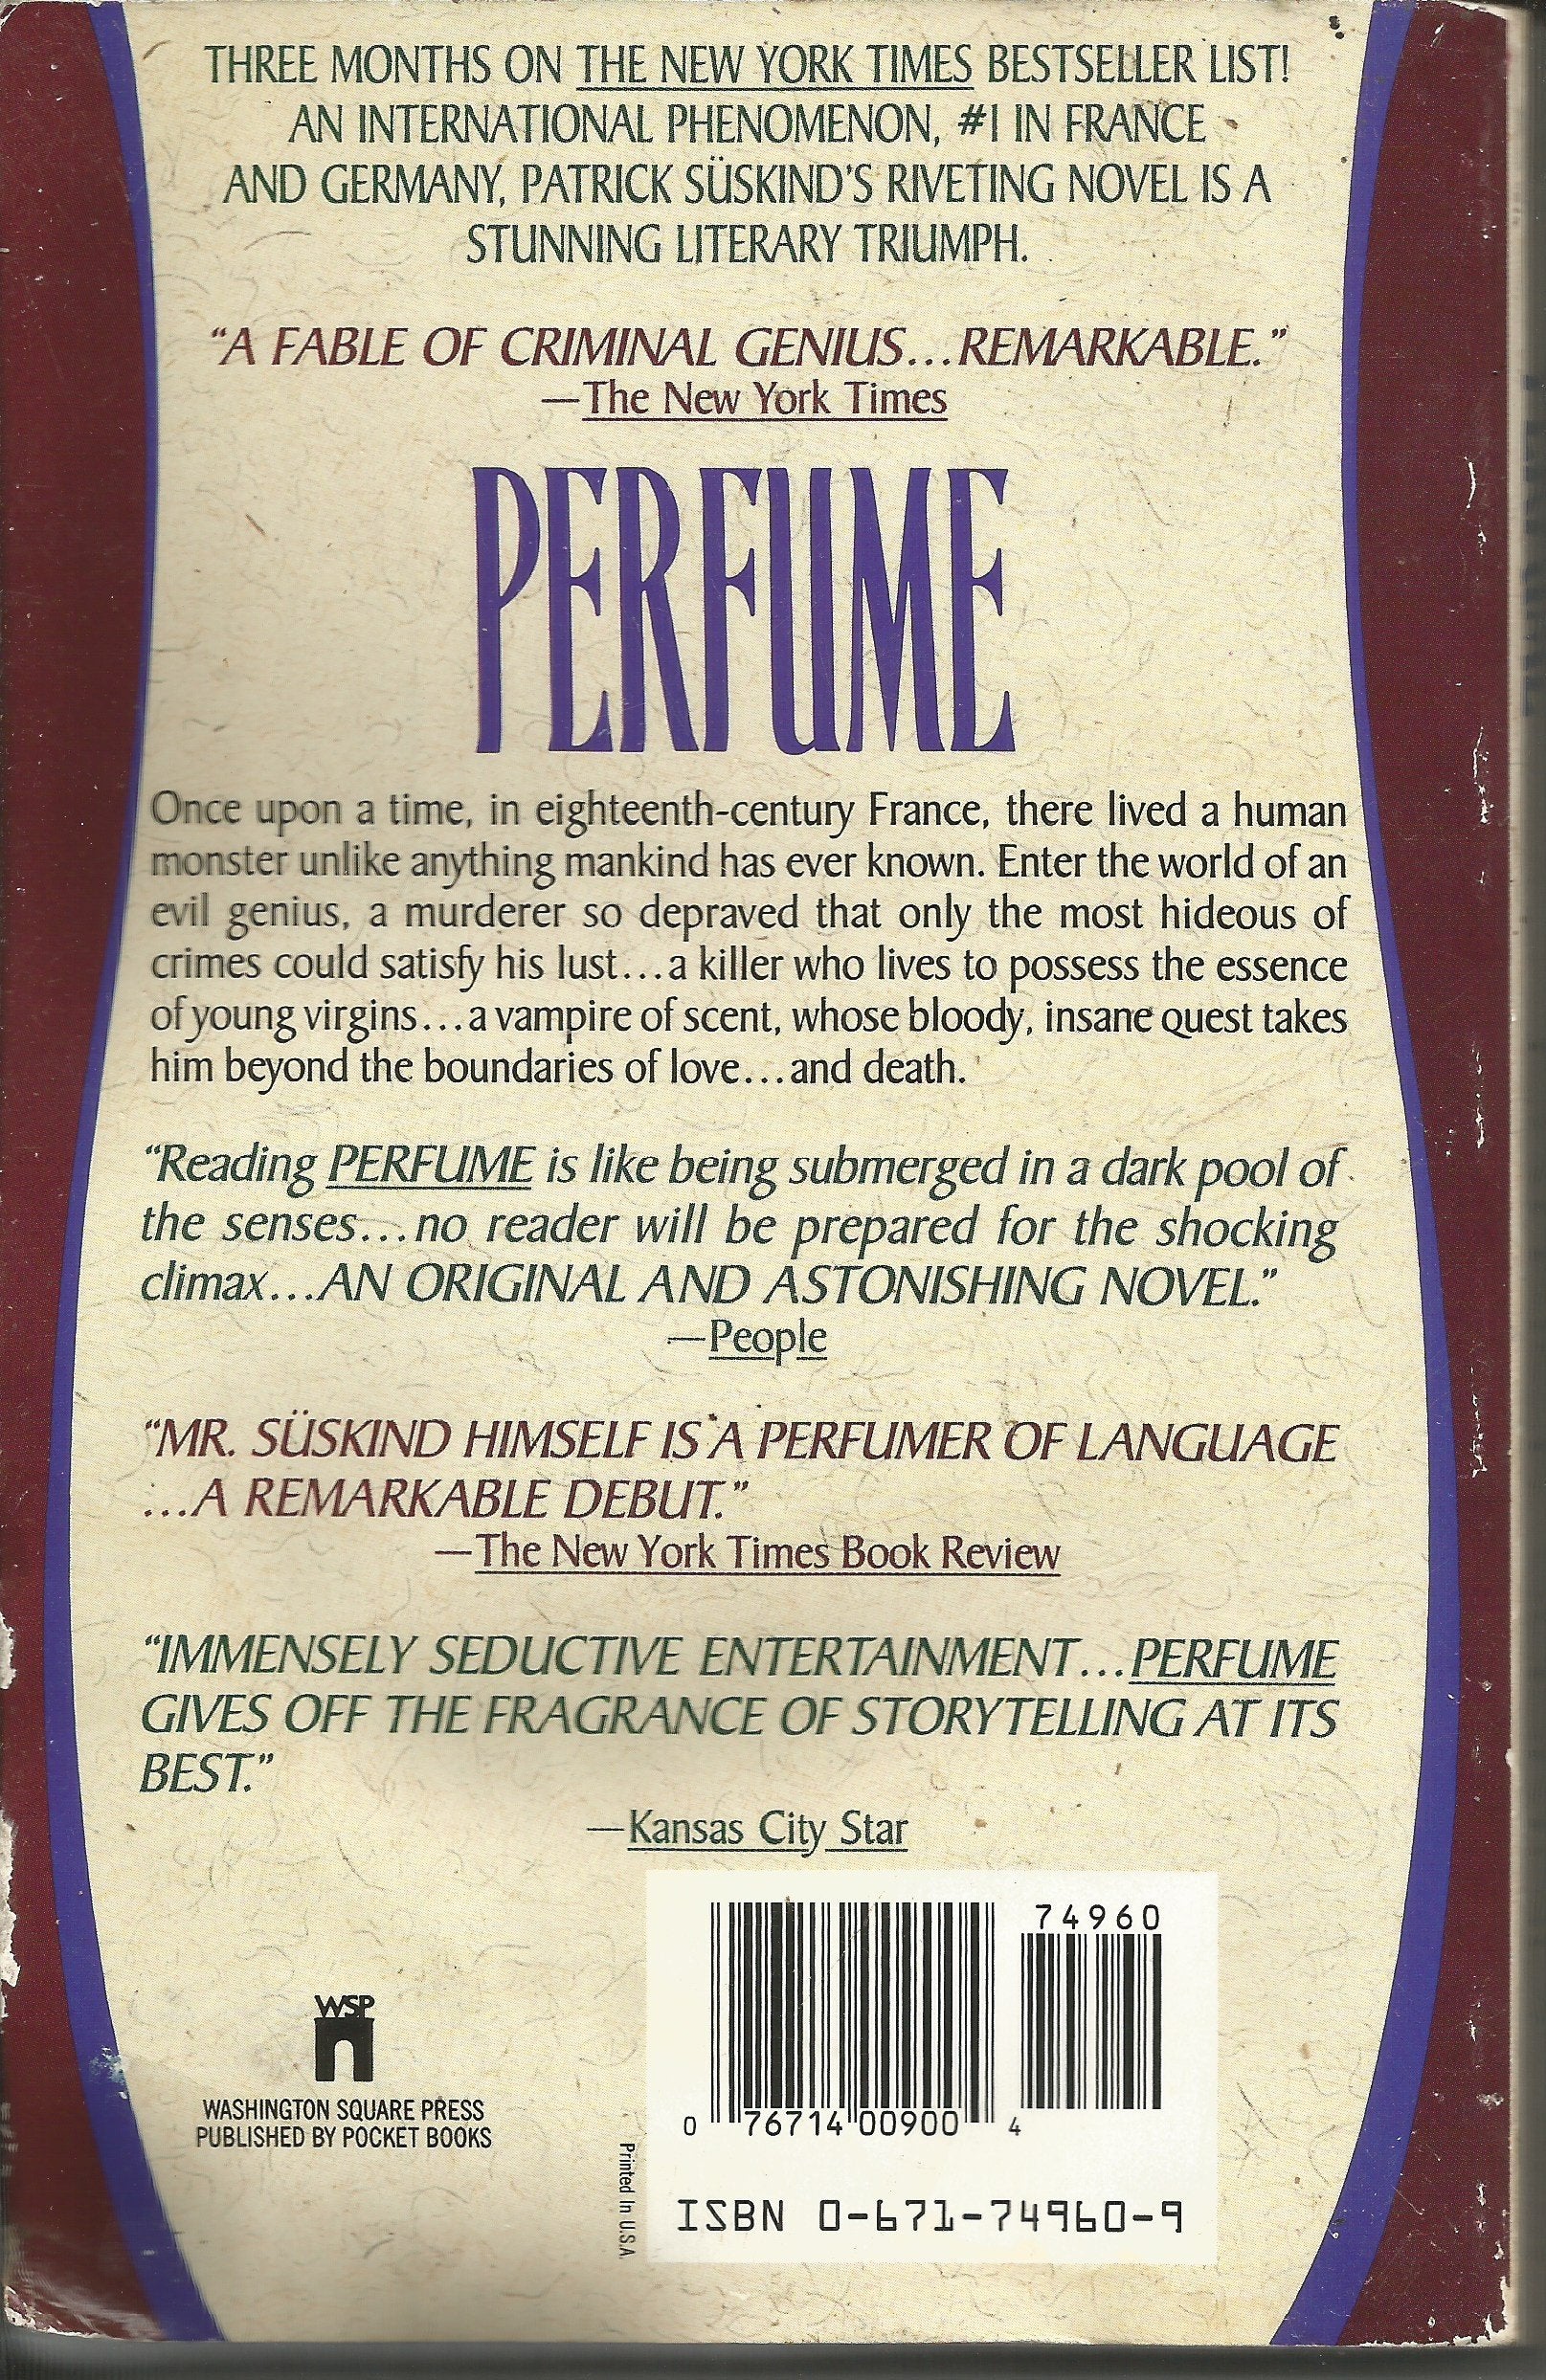 THREE MONTHS ON THE NEW YORK TIMES BESTSELLER LIST!
AN INTERNATIONAL PHENOMENON, #1 IN FRANCE
AND GERMANY, PATRICK SÜSKIND'S RIVETING NOVEL IS A
STUNNING LITERARY TRIUMPH.
“A FABLE OF CRIMINAL GENIUS...REMARKABLE.”
—The New York Times
PERFUME
Once upon a time, in eighteenth-century France, there lived a human
monster unlike anything mankind has ever known. Enter the world of an
evil genius, a murderer so depraved that only the most hideous of
crimes could satisfy his lust...a killer who lives to possess the essence
of young virgins...a vampire of scent, whose bloody, insane quest takes
him beyond the boundaries of love...and death.
“Reading PERFUME is like being submerged in a dark pool of
the senses...no reader will be prepared for the shocking
climax...AN ORIGINAL AND ASTONISHING NOVEL.”
—People
“MR. SÜSKIND HIMSELF IS A PERFUMER OF LANGUAGE
...A REMARKABLE DEBUT.”
—The New York Times Book Review
“IMMENSELY SEDUCTIVE ENTERTAINMENT...PERFUME
GIVES OFF THE FRAGRANCE OF STORYTELLING AT ITS
BEST.”
—Kansas City Star
WSP
WASHINGTON SQUARE PRESS
PUBLISHED BY POCKET BOOKS
Printed In U.S.A.
74960
0 76714 00900 4
ISBN 0-671-74960-9